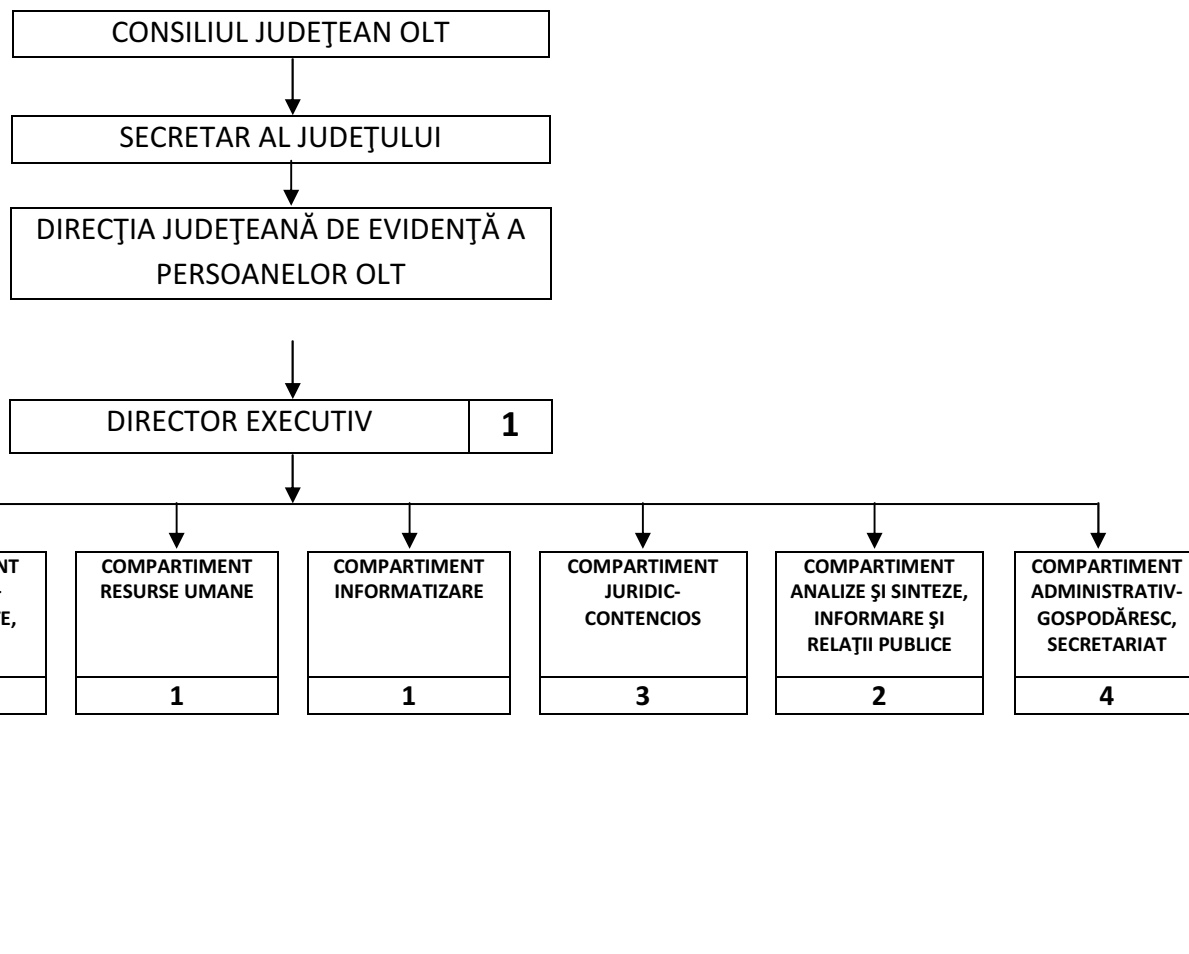 CONSILIUL JUDEŢEAN OLT
SECRETAR AL JUDEŢULUI
DIRECŢIA JUDEŢEANĂ DE EVIDENŢĂ A
PERSOANELOR OLT
DIRECTOR EXECUTIV
1
COMPARTIMENT
RESURSE UMANE
1
COMPARTIMENT
INFORMATIZARE
1
COMPARTIMENT
JURIDIC-
CONTENCIOS
3
COMPARTIMENT
ANALIZE ŞI SINTEZE,
INFORMARE ŞI
RELAŢII PUBLICE
2
COMPARTIMENT
ADMINISTRATIV-
GOSPODĂRESC,
SECRETARIAT
4